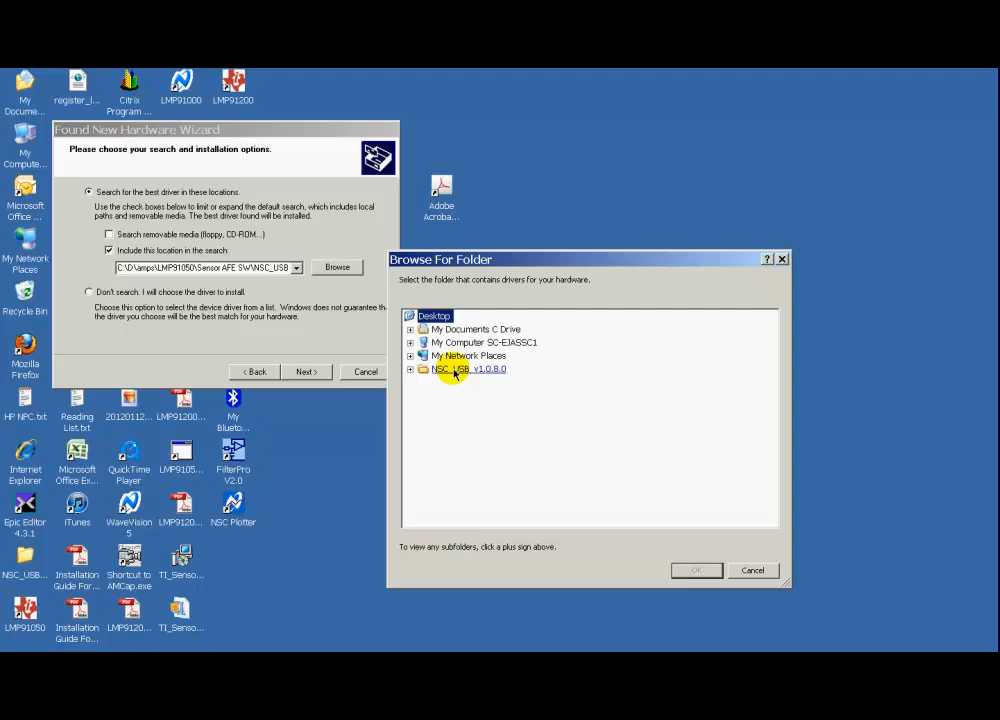 My
Docume...
register_l...
Citrix
Program ...
LMP91000
LMP91200
My
Compute...
Microsoft
Office ...
My Network
Places
Recycle Bin
Mozilla
Firefox
Adobe
Acroba...
Found New Hardware Wizard
Please choose your search and installation options.
Search for the best driver in these locations.
Use the check boxes below to limit or expand the default search, which includes local
paths and removable media. The best driver found will be installed.
Search removable media (floppy, CD-ROM...)
Include this location in the search:
C:\D\amps\LMP91050\Sensor AFE SW\NSC_USB
Browse
Don't search. I will choose the driver to install.
Choose this option to select the device driver from a list. Windows does not guarantee th
the driver you choose will be the best match for your hardware.
< Back
Next >
Cancel
Browse For Folder
Select the folder that contains drivers for your hardware.
Desktop
My Documents C Drive
My Computer SC-EJASSC1
My Network Places
NSC_USB_v1.0.8.0
To view any subfolders, click a plus sign above.
OK
Cancel
HP NPC.txt
Reading
List.txt
20120112...
LMP91200...
My
Blueto...
Internet
Explorer
Microsoft
Office Ex...
QuickTime
Player
LMP9105...
FilterPro
V2.0
Epic Editor
4.3.1
iTunes
WaveVision
5
LMP9120...
NSC Plotter
NSC_USB...
Installation
Guide For...
Shortcut to
AMCap.exe
TI_Senso...
LMP91050
Installation
Guide Fo...
LMP9120...
TI_Senso...